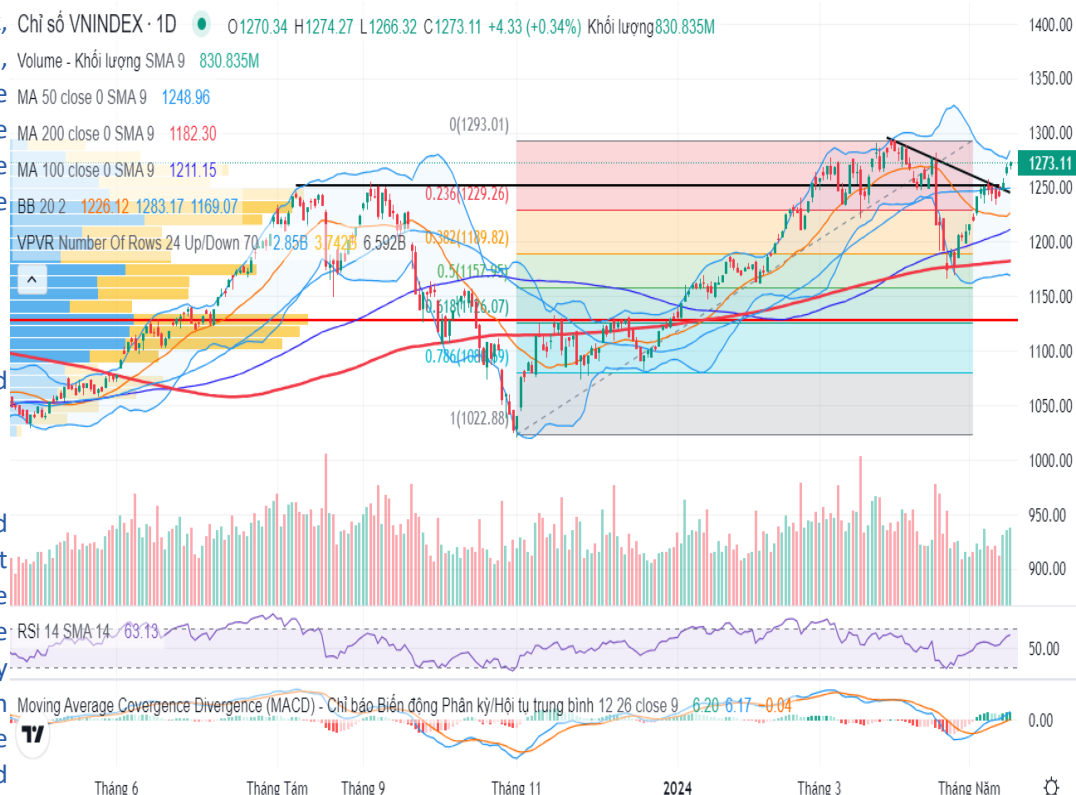 Chỉ số VNINDEX · 1D O1270.34 H1274.27 L1266.32 C1273.11 +4.33 (+0.34%) Khối lượng830.835M
Volume - Khối lượng SMA 9 830.835M
MA 50 close 0 SMA 9 1248.96
MA 200 close 0 SMA 9 1182.30
MA 100 close 0 SMA 9 1211.15
BB 20 2 1226.12 1283.17 1169.07
VPVR Number Of Rows 24 Up/Down 70 2.85B 3.742B 6.592B
0(1293.01)
0.236(1229.26)
0.382(1189.82)
0.5(1157.95)
0.618(1126.07)
1(1022.88)
1400.00
1350.00
1300.00
1273.11
1250.00
1200.00
1150.00
1100.00
1050.00
1000.00
950.00
900.00
RSI 14 SMA 14 63.13
50.00
Moving Average Covergence Divergence (MACD) - Chỉ báo Biến động Phân kỳ/Hội tụ trung bình 12 26 close 9 6.20 6.17 -0.04
0.00
Tháng 6 Tháng Tám Tháng 9 Tháng 11 2024 Tháng 3 Tháng Năm